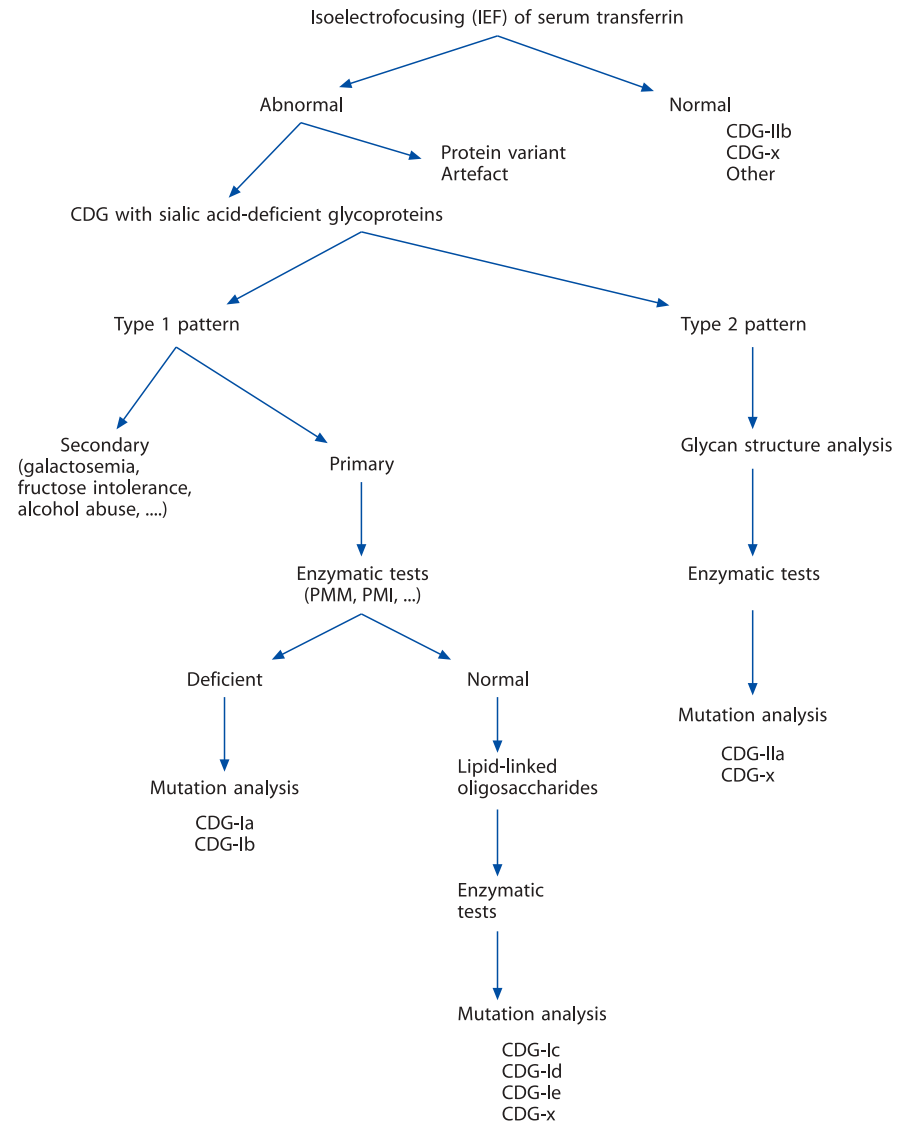 Isoelectrofocusing (IEF) of serum transferrin
Abnormal
Normal
CDG-IIb
CDG-x
Other
Protein variant
Artefact
CDG with sialic acid-deficient glycoproteins
Type 1 pattern
Type 2 pattern
Secondary
(galactosemia,
fructose intolerance,
alcohol abuse, ....)
Primary
Glycan structure analysis
Enzymatic tests
(PMM, PMI, ...)
Enzymatic tests
Deficient
Normal
Mutation analysis
CDG-IIa
CDG-x
Mutation analysis
CDG-Ia
CDG-Ib
Lipid-linked
oligosaccharides
Enzymatic
tests
Mutation analysis
CDG-Ic
CDG-Id
CDG-Ie
CDG-x